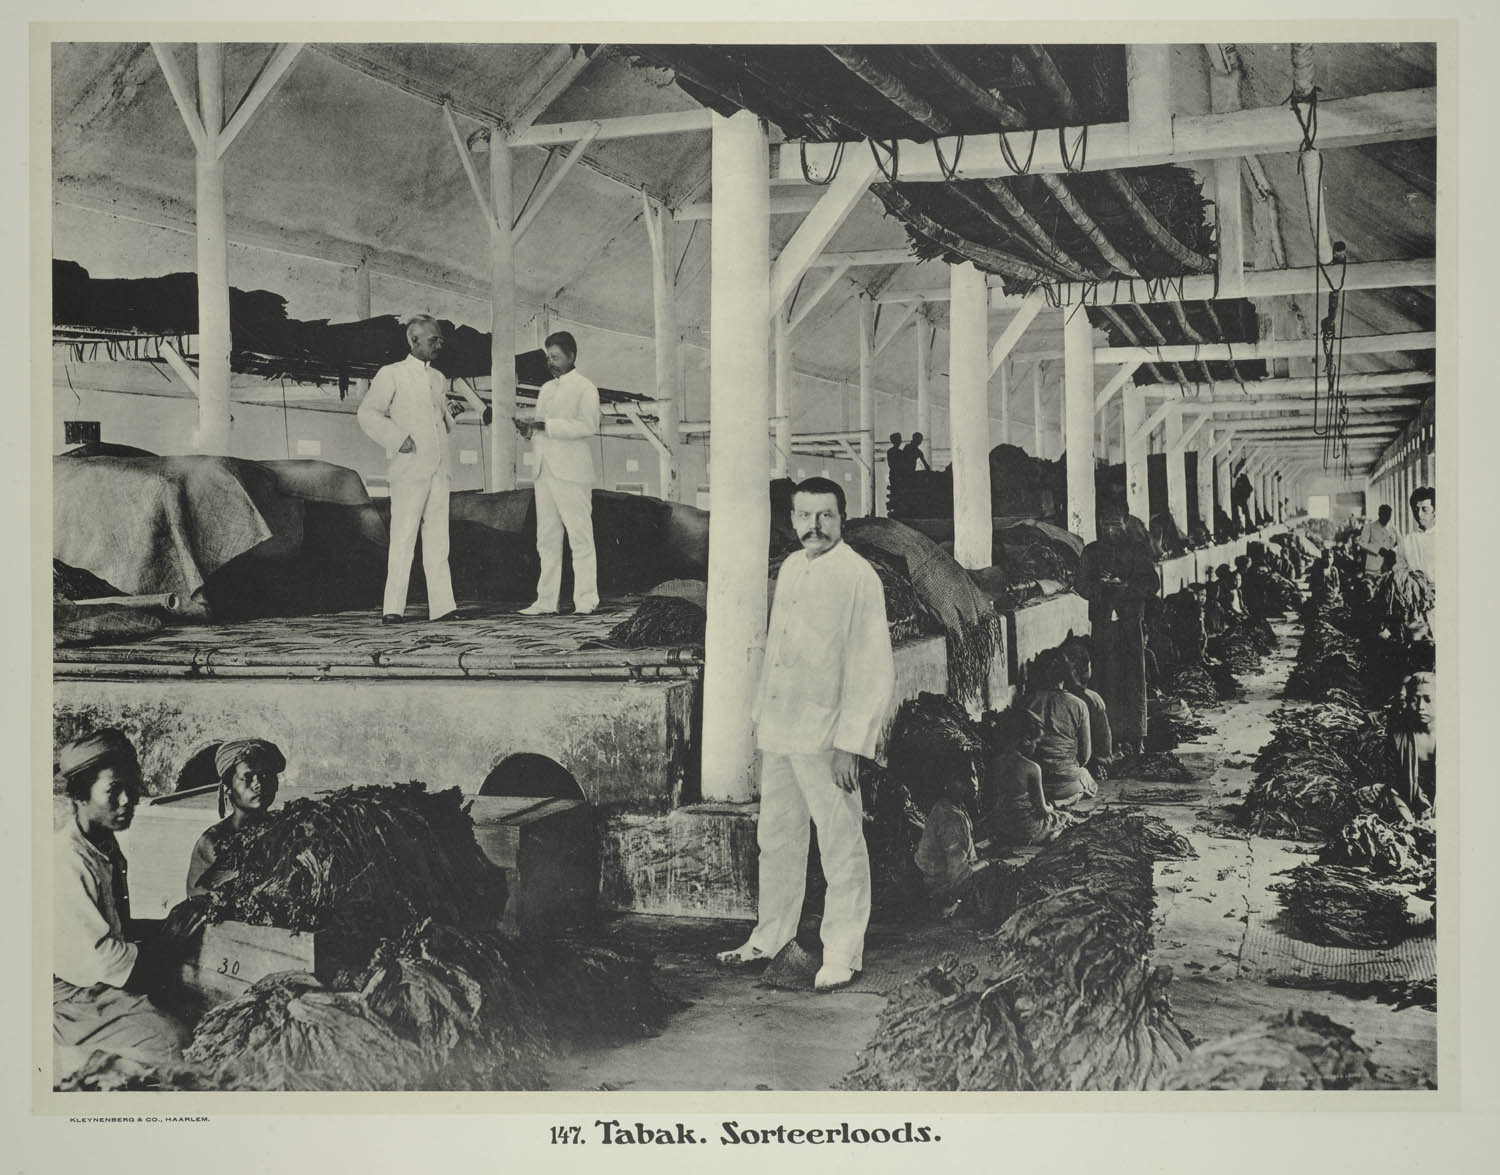 30
KLEYNENBERG & CO., HAARLEM.
147. Tabak. Sorteerloods.